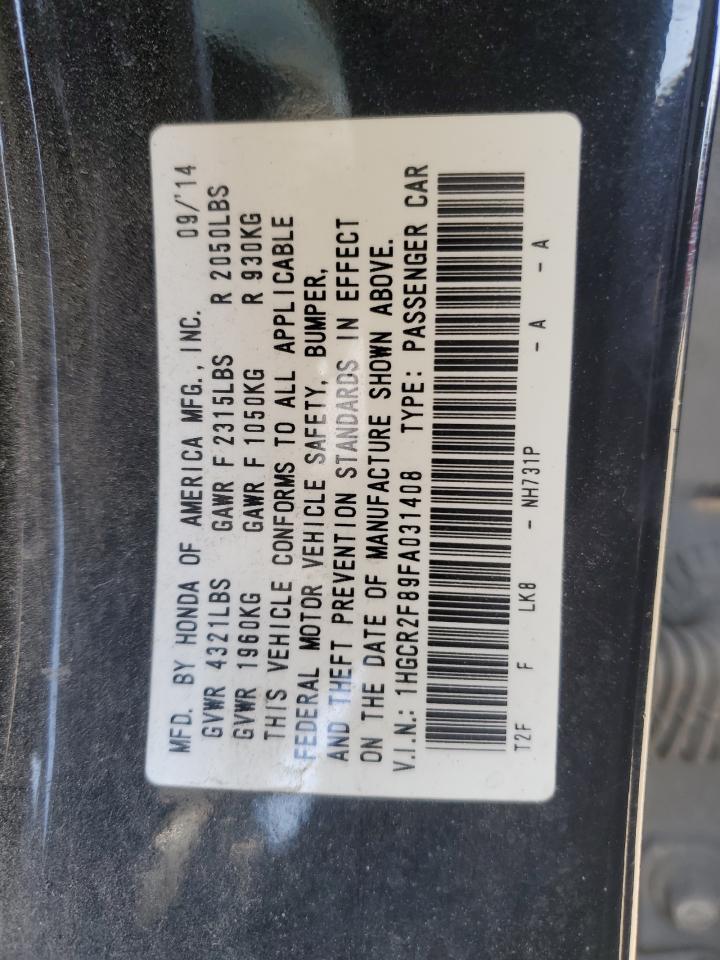 MFD. BY HONDA OF AMERICA MFG., INC. 09/'14
GVWR 4321LBS GAWR F 2315LBS R 2050LBS
GVWR 1960KG GAWR F 1050KG R 930KG
THIS VEHICLE CONFORMS TO ALL APPLICABLE
FEDERAL MOTOR VEHICLE SAFETY, BUMPER,
AND THEFT PREVENTION STANDARDS IN EFFECT
ON THE DATE OF MANUFACTURE SHOWN ABOVE.
V.I.N.: 1HGCR2F89FA031408 TYPE: PASSENGER CAR
T2F F LK8 - NH731P - A - A